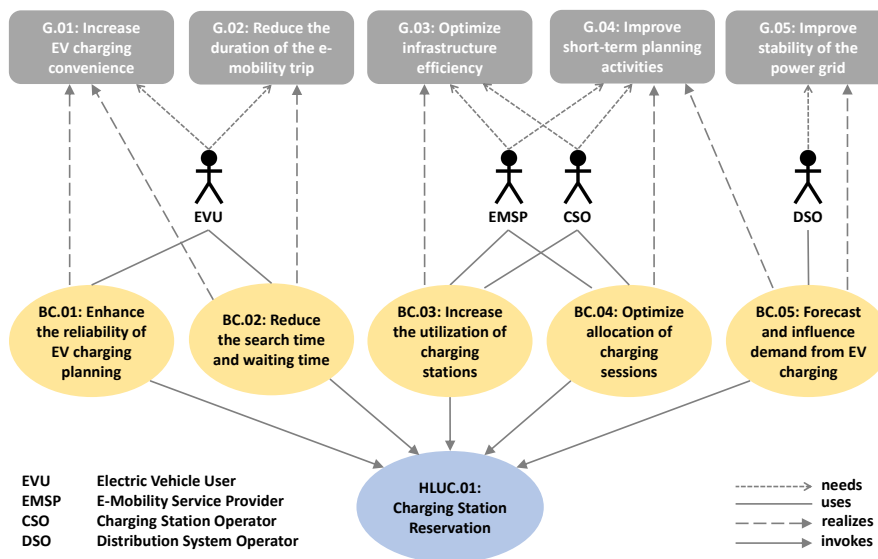 G.01: Increase
EV charging
convenience
G.02: Reduce the
duration of the e-
mobility trip
G.03: Optimize
infrastructure
efficiency
G.04: Improve
short-term planning
activities
G.05: Improve
stability of the
power grid
EVU
EMSP
CSO
DSO
BC.01: Enhance
the reliability of
EV charging
planning
BC.02: Reduce
the search time
and waiting time
BC.03: Increase
the utilization of
charging
stations
BC.04: Optimize
allocation of
charging
sessions
BC.05: Forecast
and influence
demand from EV
charging
HLUC.01:
Charging Station
Reservation
EVU Electric Vehicle User
EMSP E-Mobility Service Provider
CSO Charging Station Operator
DSO Distribution System Operator
needs
uses
realizes
invokes